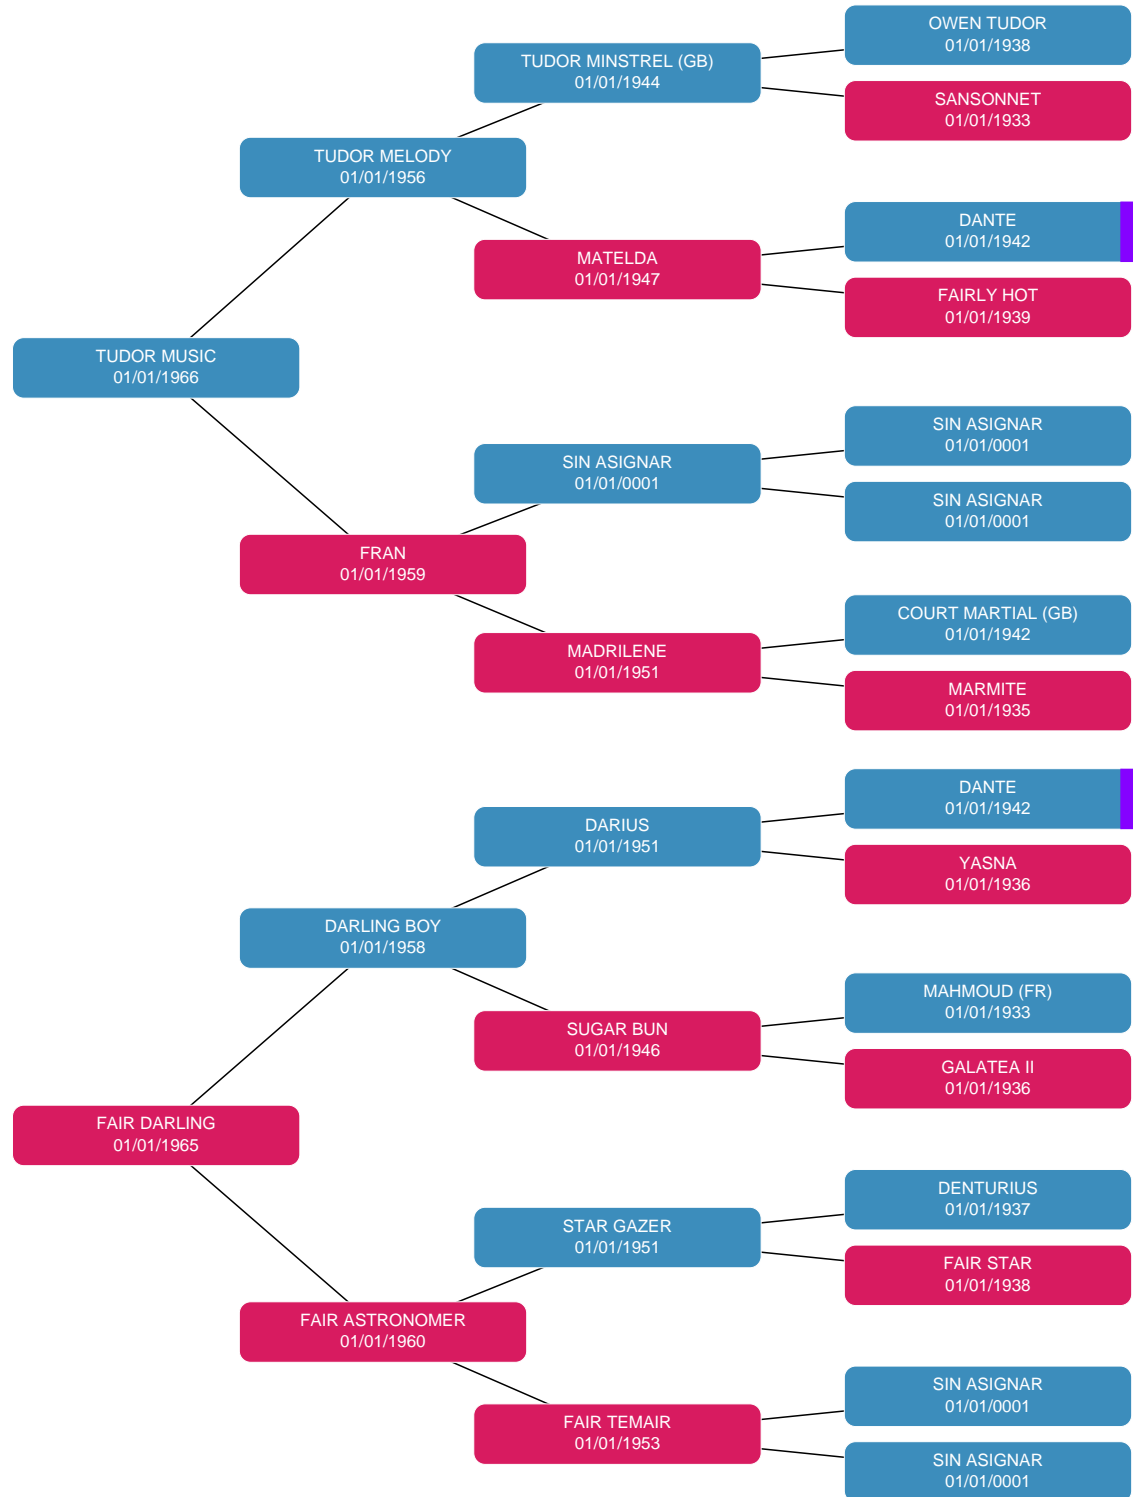 OWEN TUDOR
01/01/1938
TUDOR MINSTREL (GB)
01/01/1944
SANSONNET
01/01/1933
TUDOR MELODY
01/01/1956
DANTE
01/01/1942
MATELDA
01/01/1947
FAIRLY HOT
01/01/1939
TUDOR MUSIC
01/01/1966
SIN ASIGNAR
01/01/0001
SIN ASIGNAR
01/01/0001
SIN ASIGNAR
01/01/0001
FRAN
01/01/1959
COURT MARTIAL (GB)
01/01/1942
MADRILENE
01/01/1951
MARMITE
01/01/1935
DANTE
01/01/1942
DARIUS
01/01/1951
YASNA
01/01/1936
DARLING BOY
01/01/1958
MAHMOUD (FR)
01/01/1933
SUGAR BUN
01/01/1946
GALATEA II
01/01/1936
FAIR DARLING
01/01/1965
DENTURIUS
01/01/1937
STAR GAZER
01/01/1951
FAIR STAR
01/01/1938
FAIR ASTRONOMER
01/01/1960
SIN ASIGNAR
01/01/0001
FAIR TEMAIR
01/01/1953
SIN ASIGNAR
01/01/0001